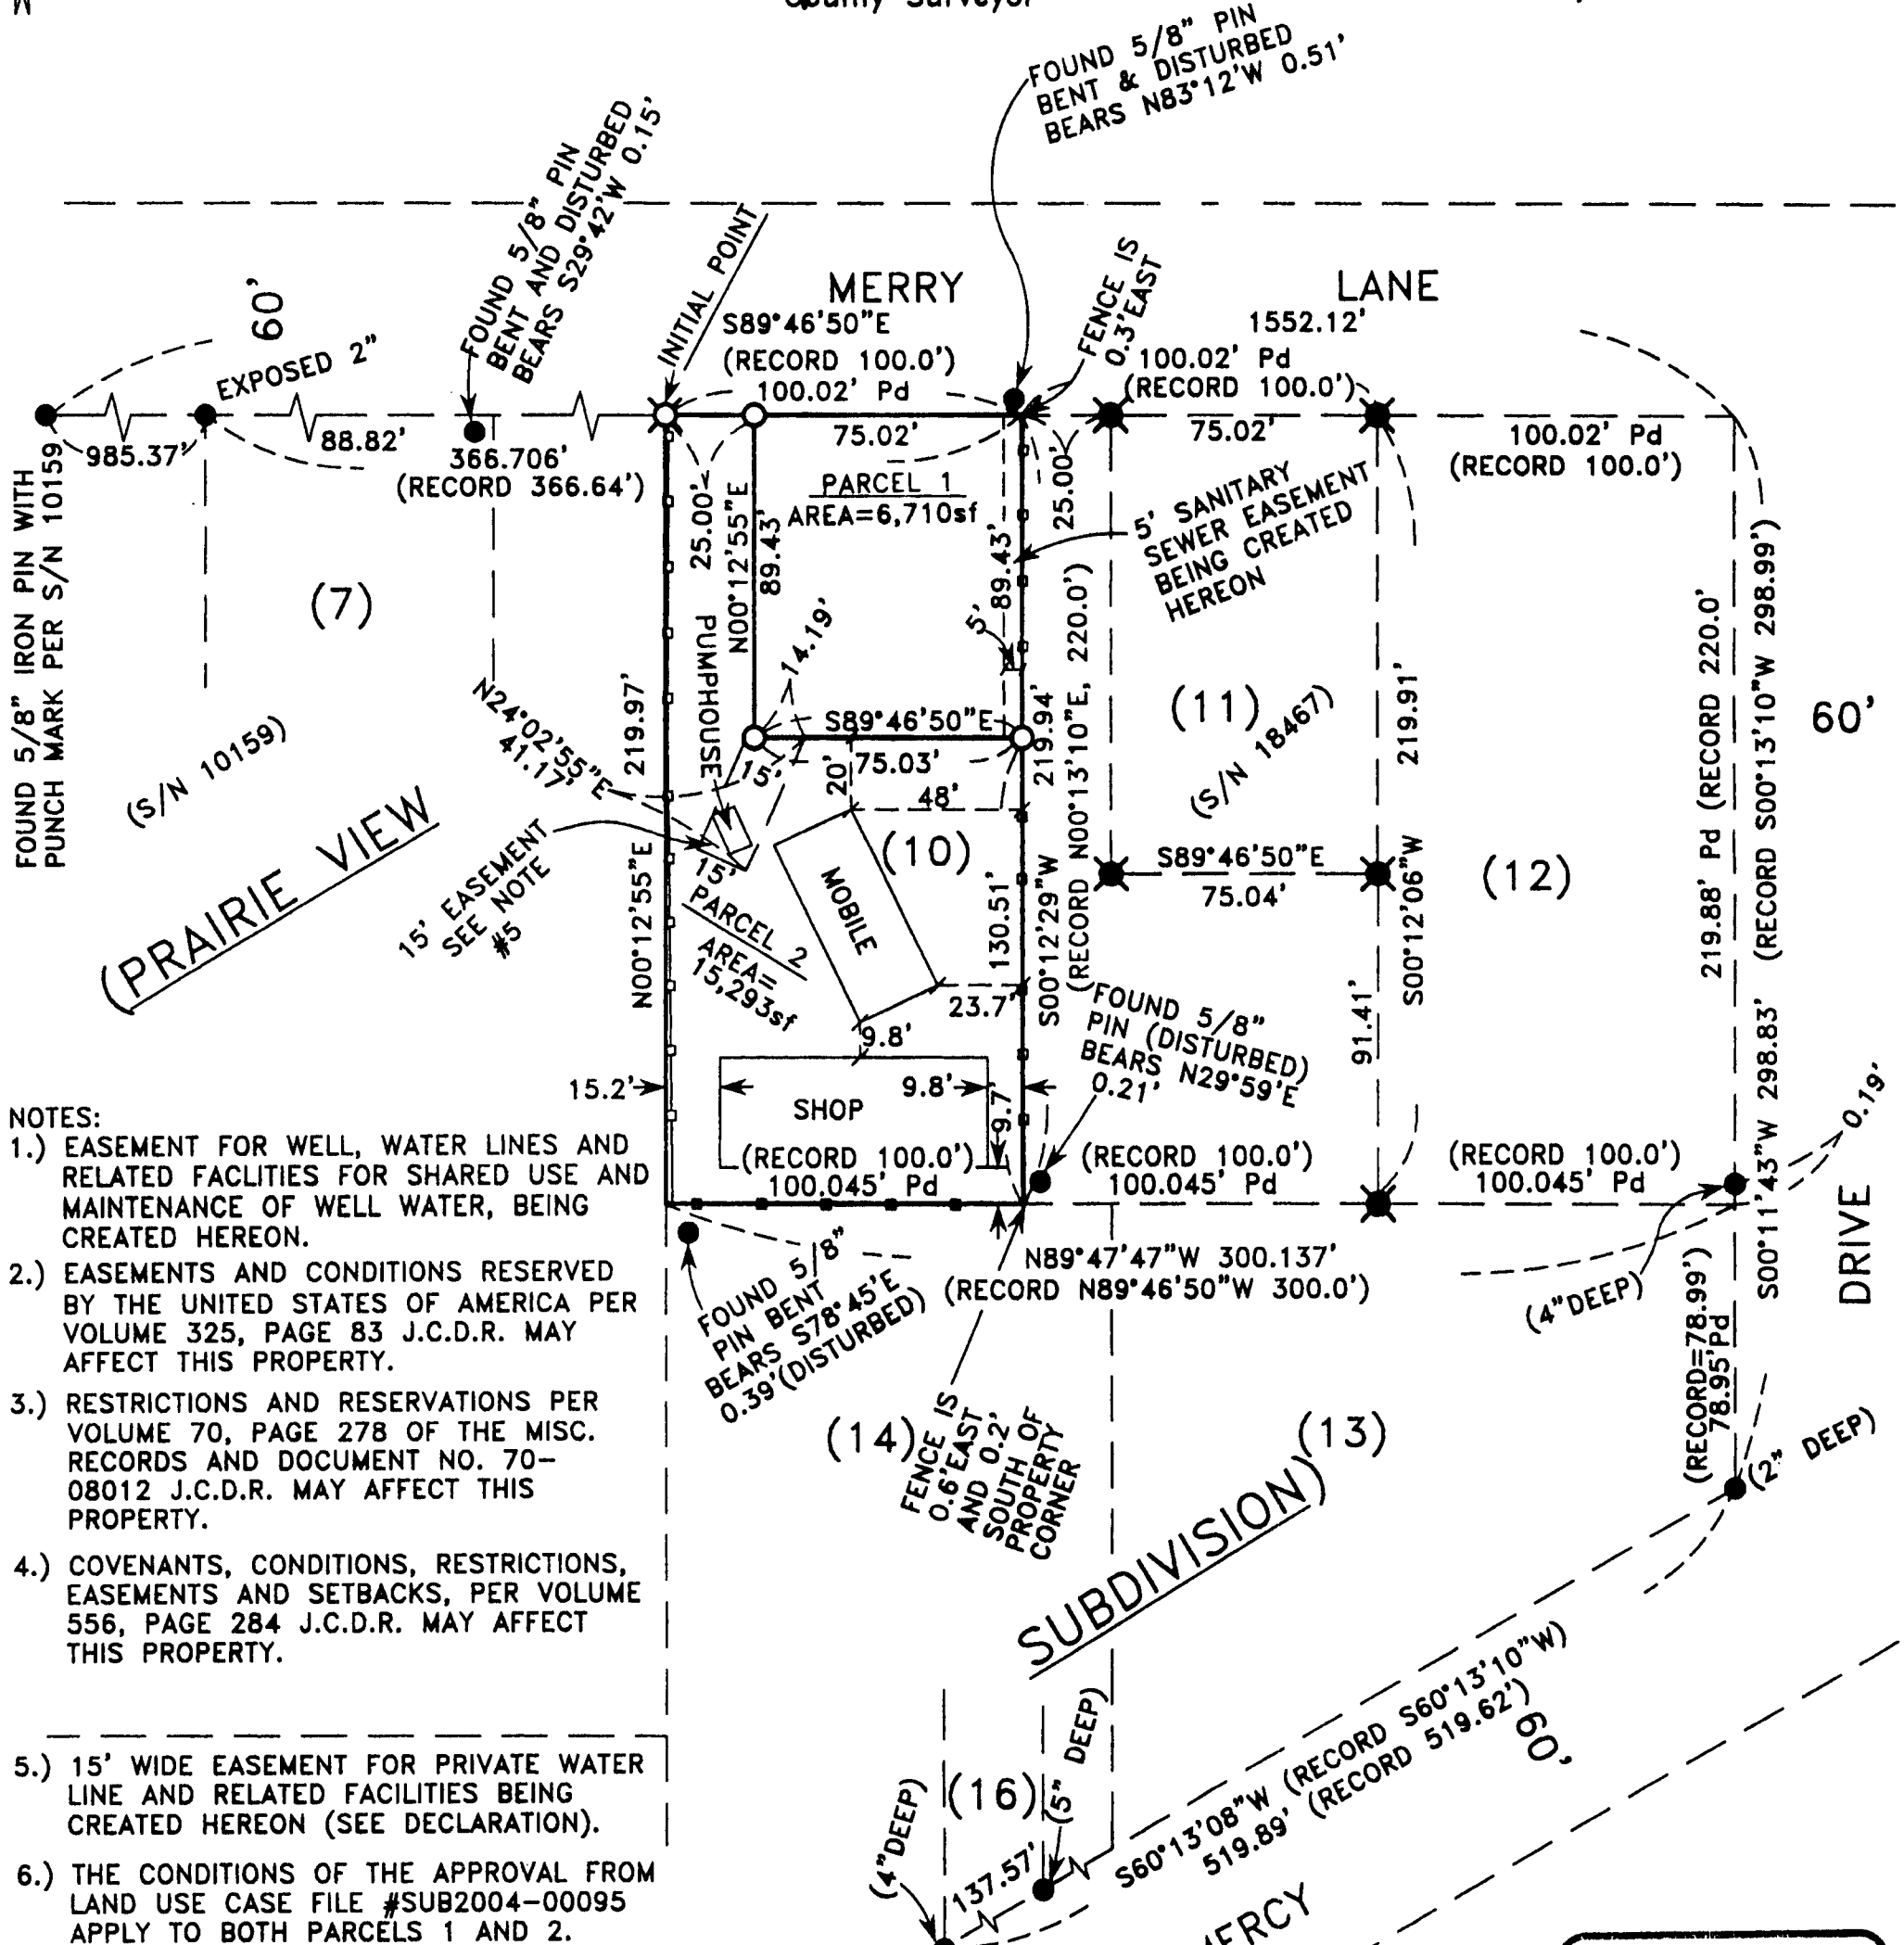 County Surveyor
FOUND 5/8" PIN
BENT & DISTURBED
BEARS N83°12'W 0.51'
FOUND 5/8" PIN
BENT AND DISTURBED
BEARS S29°42'W 0.15'
INITIAL POINT
MERRY LANE
60'
EXPOSED 2"
S89°46'50"E
(RECORD 100.0')
100.02' Pd
FENCE IS
0.3'EAST
1552.12'
100.02' Pd
(RECORD 100.0')
985.37'
88.82'
366.706'
(RECORD 366.64')
75.02'
75.02'
100.02' Pd
(RECORD 100.0')
FOUND 5/8" IRON PIN WITH
PUNCH MARK PER S/N 10159
25.00'
N00°12'55"E
89.43'
PARCEL 1
AREA=6,710sf
89.43'
25.00'
5' SANITARY
SEWER EASEMENT
BEING CREATED
HEREON
(7)
PUMPHOUSE
14.19'
5'
(11)
(S/N 18467)
(S/N 10159)
(PRAIRIE VIEW
N24°02'55"E
41.17'
219.97'
N00°12'55"E
S89°46'50"E
75.03'
15'
20'
48'
219.94'
S00°12'29"W
(RECORD N00°13'10"E, 220.0')
219.91'
S00°12'06"W
219.88' Pd (RECORD 220.0'
S00°11'43"W 298.83'
(RECORD S00°13'10"W 298.99')
60'
DRIVE
15' EASEMENT
SEE NOTE
#5
15'
PARCEL 2
AREA=
15,293sf
MOBILE
(10)
130.51'
S89°46'50"E
75.04'
(12)
91.41'
23.7'
9.8'
FOUND 5/8"
PIN (DISTURBED)
BEARS N29°59'E
0.21'
15.2'
SHOP
9.8'
9.7'
(RECORD 100.0')
100.045' Pd
(RECORD 100.0')
100.045' Pd
(RECORD 100.0')
100.045' Pd
0.19'
N89°47'47"W 300.137'
(RECORD N89°46'50"W 300.0')
(4"DEEP)
FOUND 5/8"
PIN BENT
BEARS S78°45'E
0.39'(DISTURBED)
FENCE IS
0.6'EAST
AND 0.2'
SOUTH OF
PROPERTY
CORNER
(14)
(13)
(RECORD=78.99')
78.95'Pd
(2" DEEP)
SUBDIVISION)
NOTES:
1.) EASEMENT FOR WELL, WATER LINES AND
RELATED FACLITIES FOR SHARED USE AND
MAINTENANCE OF WELL WATER, BEING
CREATED HEREON.
2.) EASEMENTS AND CONDITIONS RESERVED
BY THE UNITED STATES OF AMERICA PER
VOLUME 325, PAGE 83 J.C.D.R. MAY
AFFECT THIS PROPERTY.
3.) RESTRICTIONS AND RESERVATIONS PER
VOLUME 70, PAGE 278 OF THE MISC.
RECORDS AND DOCUMENT NO. 70-
08012 J.C.D.R. MAY AFFECT THIS
PROPERTY.
4.) COVENANTS, CONDITIONS, RESTRICTIONS,
EASEMENTS AND SETBACKS, PER VOLUME
556, PAGE 284 J.C.D.R. MAY AFFECT
THIS PROPERTY.
5.) 15' WIDE EASEMENT FOR PRIVATE WATER
LINE AND RELATED FACILITIES BEING
CREATED HEREON (SEE DECLARATION).
6.) THE CONDITIONS OF THE APPROVAL FROM
LAND USE CASE FILE #SUB2004-00095
APPLY TO BOTH PARCELS 1 AND 2.
(4"DEEP)
(16)
(5" DEEP)
137.57'
S60°13'08"W (RECORD S60°13'10"W)
519.89' (RECORD 519.62')
60'
MERCY